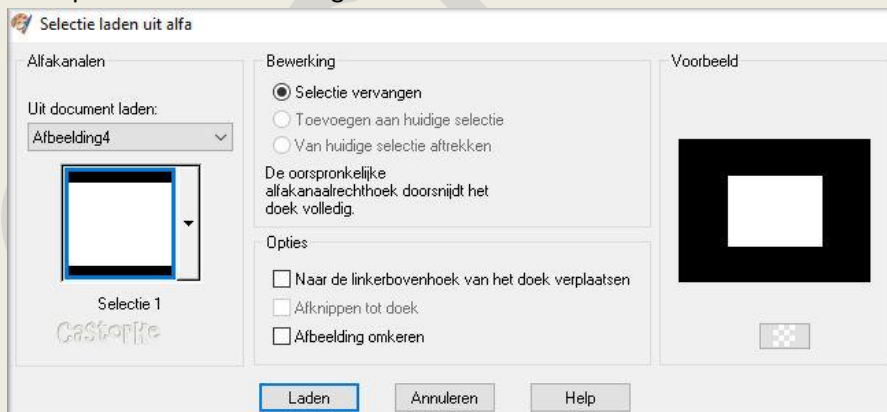 Selectie laden uit alfa
Alfakanalen
Uit document laden:
Afbeelding4
Selectie 1
CaStorKe
Bewerking
Selectie vervangen
Toevoegen aan huidige selectie
Van huidige selectie aftrekken
De oorspronkelijke
alfakanaalrechthoek doorsnijdt het
doek volledig.
Opties
Naar de linkerbovenhoek van het doek verplaatsen
Afknippen tot doek
Afbeelding omkeren
Voorbeeld
Laden
Annuleren
Help